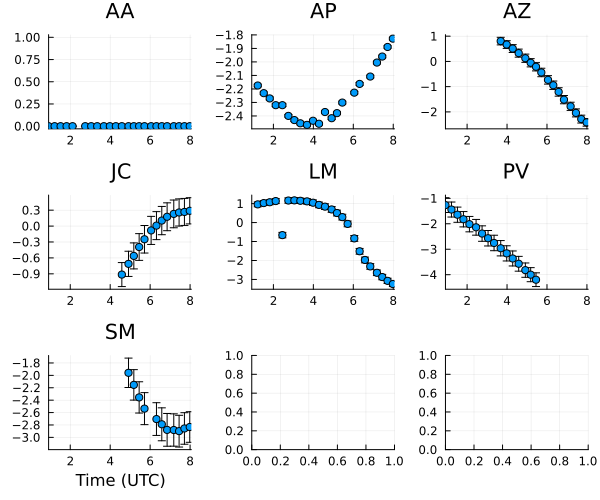 AA AP AZ
1.00 0.75 0.50 0.25 0.00
−1.8 −1.9 −2.0 −2.1 −2.2 −2.3 −2.4
1 0 −1 −2
2 4 6 8 2 4 6 8 2 4 6 8
JC LM PV
0.3 0.0 −0.3 −0.6 −0.9
1 0 −1 −2 −3
−1 −2 −3 −4
2 4 6 8 2 4 6 8 2 4 6 8
SM
−1.8 −2.0 −2.2 −2.4 −2.6 −2.8 −3.0
1.0 0.8 0.6 0.4 0.2 0.0
1.0 0.8 0.6 0.4 0.2 0.0
2 4 6 8 0.0 0.2 0.4 0.6 0.8 1.0 0.0 0.2 0.4 0.6 0.8 1.0
Time (UTC)